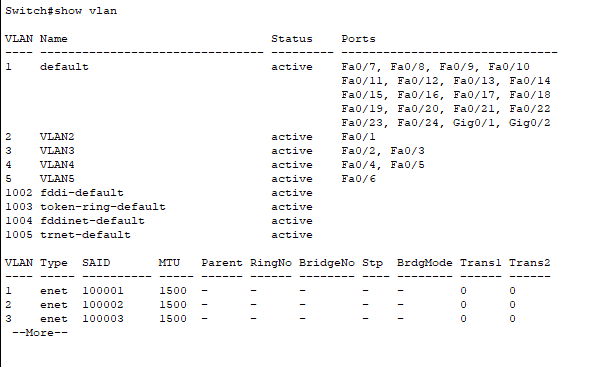 Switch#show vlan
VLAN Name                             Status    Ports
---- -------------------------------- --------- -------------------------------
1    default                          active    Fa0/7, Fa0/8, Fa0/9, Fa0/10
                                                Fa0/11, Fa0/12, Fa0/13, Fa0/14
                                                Fa0/15, Fa0/16, Fa0/17, Fa0/18
                                                Fa0/19, Fa0/20, Fa0/21, Fa0/22
                                                Fa0/23, Fa0/24, Gig0/1, Gig0/2
2    VLAN2                            active    Fa0/1
3    VLAN3                            active    Fa0/2, Fa0/3
4    VLAN4                            active    Fa0/4, Fa0/5
5    VLAN5                            active    Fa0/6
1002 fddi-default                     active
1003 token-ring-default               active
1004 fddinet-default                  active
1005 trnet-default                    active
VLAN Type  SAID       MTU   Parent RingNo BridgeNo Stp  BrdgMode Trans1 Trans2
---- ----- ---------- ----- ------ ------ -------- ---- -------- ------ ------
1    enet  100001     1500  -      -      -        -    -        0      0
2    enet  100002     1500  -      -      -        -    -        0      0
3    enet  100003     1500  -      -      -        -    -        0      0
 --More--